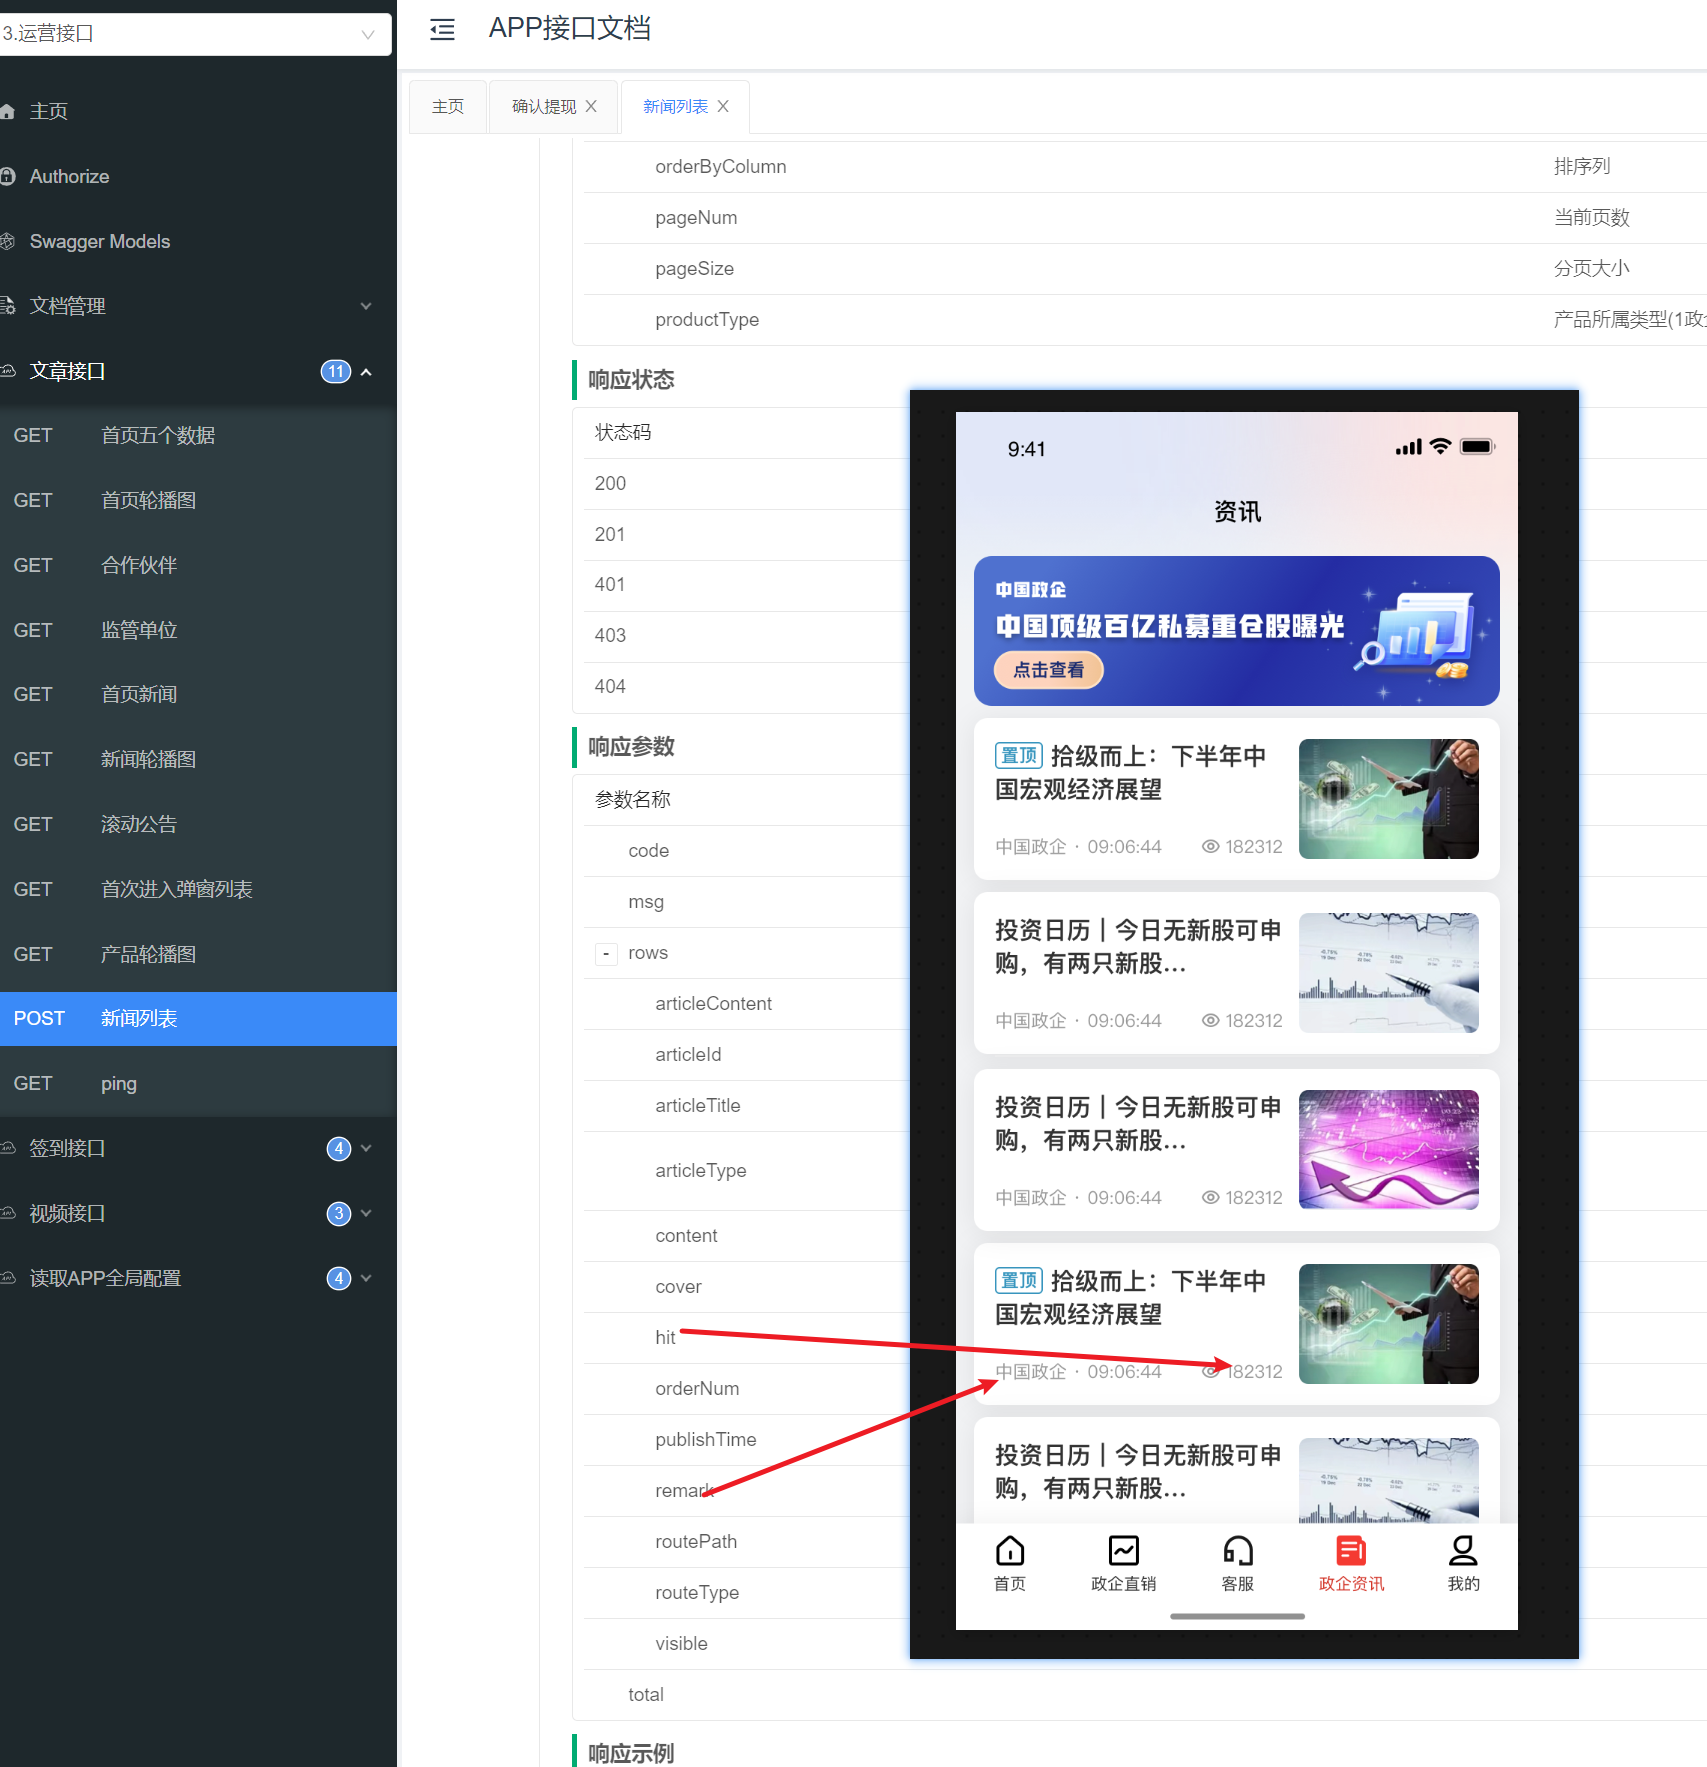 3.运营接口
主页
Authorize
Swagger Models
文档管理
文章接口
11
GET 首页五个数据
GET 首页轮播图
GET 合作伙伴
GET 监管单位
GET 首页新闻
GET 新闻轮播图
GET 滚动公告
GET 首次进入弹窗列表
GET 产品轮播图
POST 新闻列表
GET ping
签到接口 4
视频接口 3
读取APP全局配置 4
APP接口文档
主页
确认提现
新闻列表
orderByColumn 排序列
pageNum 当前页数
pageSize 分页大小
productType 产品所属类型(1政
响应状态
状态码
200
201
401
403
404
响应参数
参数名称
code
msg
- rows
articleContent
articleId
articleTitle
articleType
content
cover
hit
orderNum
publishTime
remark
routePath
routeType
visible
total
响应示例
9:41
资讯
中国政企
中国顶级百亿私募重仓股曝光
点击查看
置顶 拾级而上：下半年中
国宏观经济展望
中国政企 · 09:06:44 182312
投资日历｜今日无新股可申
购，有两只新股...
中国政企 · 09:06:44 182312
投资日历｜今日无新股可申
购，有两只新股...
中国政企 · 09:06:44 182312
置顶 拾级而上：下半年中
国宏观经济展望
中国政企 · 09:06:44 182312
投资日历｜今日无新股可申
购，有两只新股...
首页
政企直销
客服
政企资讯
我的